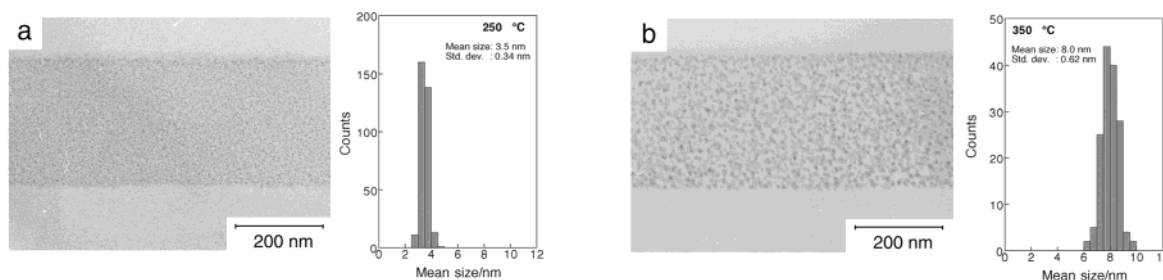 a
200 nm
250 °C
Mean size: 3.5 nm
Std. dev. : 0.34 nm
Counts
200
150
100
50
0
0 2 4 6 8 10 12
Mean size/nm
b
200 nm
350 °C
Mean size: 8.0 nm
Std. dev. : 0.62 nm
Counts
50
40
30
20
10
0
0 2 4 6 8 10
Mean size/nm